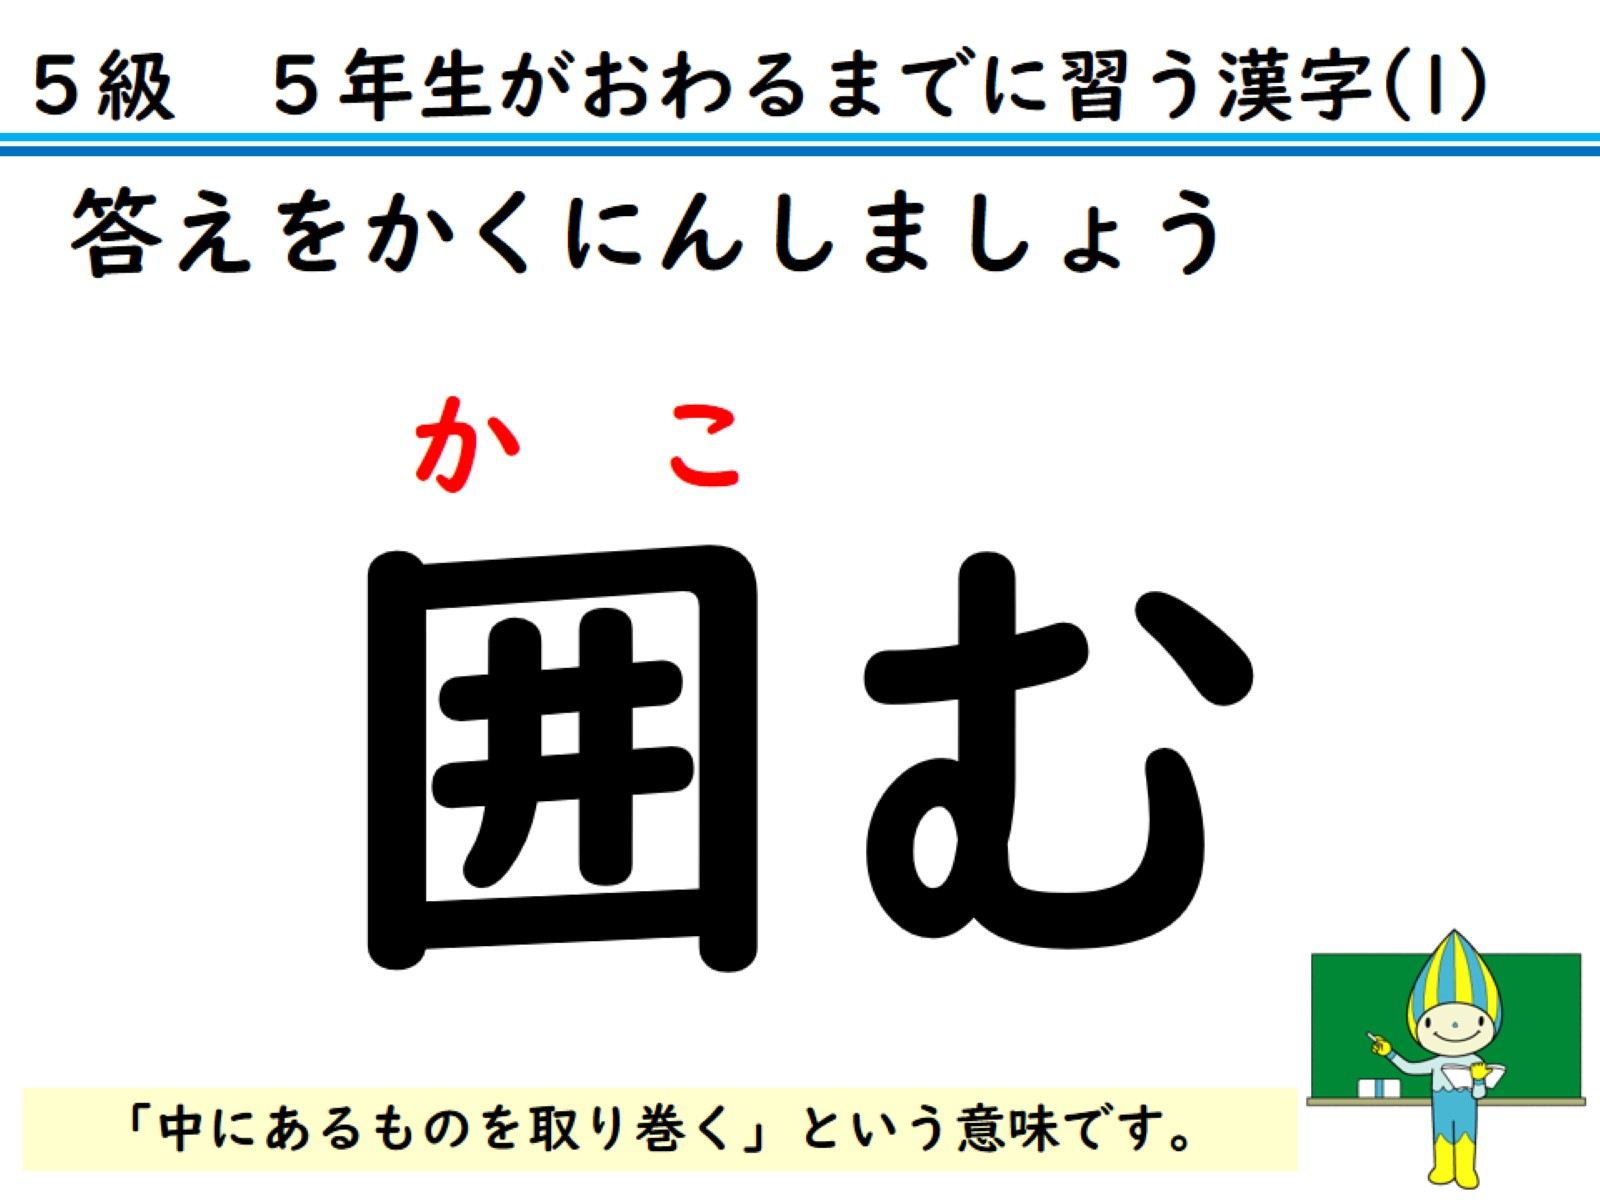 ５級　５年生がおわるまでに習う漢字(1)
答えをかくにんしましょう
か　こ
囲む
「中にあるものを取り巻く」という意味です。